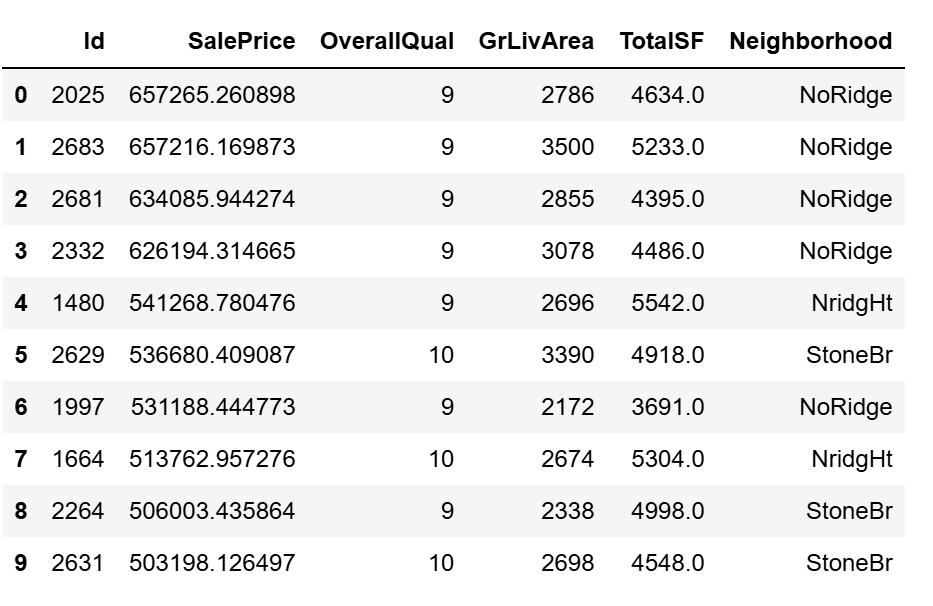 Id SalePrice OverallQual GrLivArea TotalSF Neighborhood
0 2025 657265.260898 9 2786 4634.0 NoRidge
1 2683 657216.169873 9 3500 5233.0 NoRidge
2 2681 634085.944274 9 2855 4395.0 NoRidge
3 2332 626194.314665 9 3078 4486.0 NoRidge
4 1480 541268.780476 9 2696 5542.0 NridgHt
5 2629 536680.409087 10 3390 4918.0 StoneBr
6 1997 531188.444773 9 2172 3691.0 NoRidge
7 1664 513762.957276 10 2674 5304.0 NridgHt
8 2264 506003.435864 9 2338 4998.0 StoneBr
9 2631 503198.126497 10 2698 4548.0 StoneBr